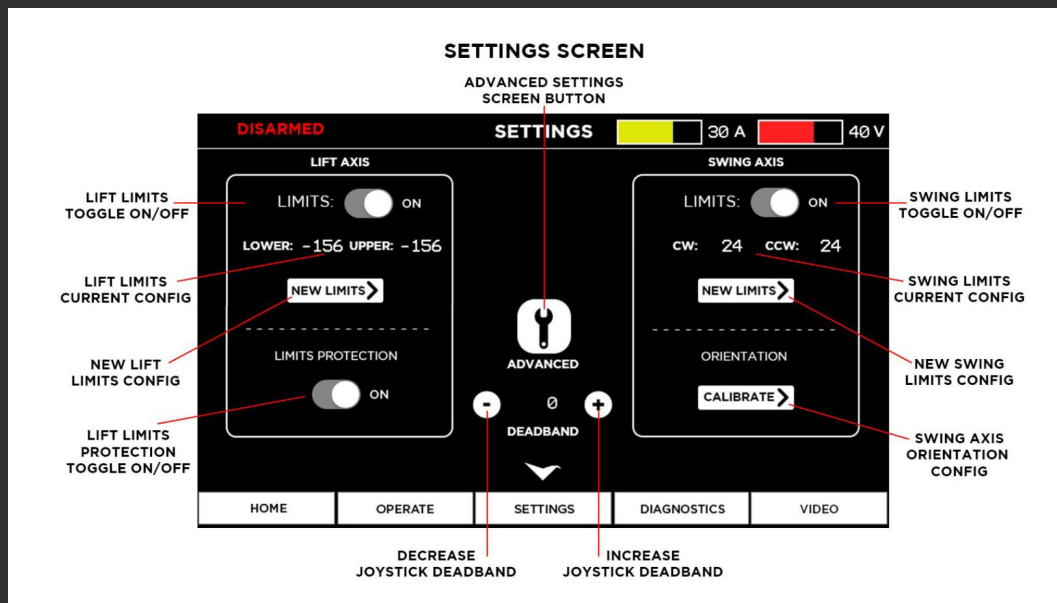 SETTINGS SCREEN
ADVANCED SETTINGS
SCREEN BUTTON
DISARMED
SETTINGS
30 A
40 V
LIFT AXIS
SWING AXIS
LIFT LIMITS
TOGGLE ON/OFF
LIMITS: ON
LIMITS: ON
SWING LIMITS
TOGGLE ON/OFF
LOWER: -156 UPPER: -156
CW: 24 CCW: 24
LIFT LIMITS
CURRENT CONFIG
NEW LIMITS
NEW LIMITS
SWING LIMITS
CURRENT CONFIG
NEW LIFT
LIMITS CONFIG
LIMITS PROTECTION
ON
ADVANCED
- 0 +
DEADBAND
ORIENTATION
CALIBRATE
NEW SWING
LIMITS CONFIG
LIFT LIMITS
PROTECTION
TOGGLE ON/OFF
SWING AXIS
ORIENTATION
CONFIG
HOME
OPERATE
SETTINGS
DIAGNOSTICS
VIDEO
DECREASE
JOYSTICK DEADBAND
INCREASE
JOYSTICK DEADBAND